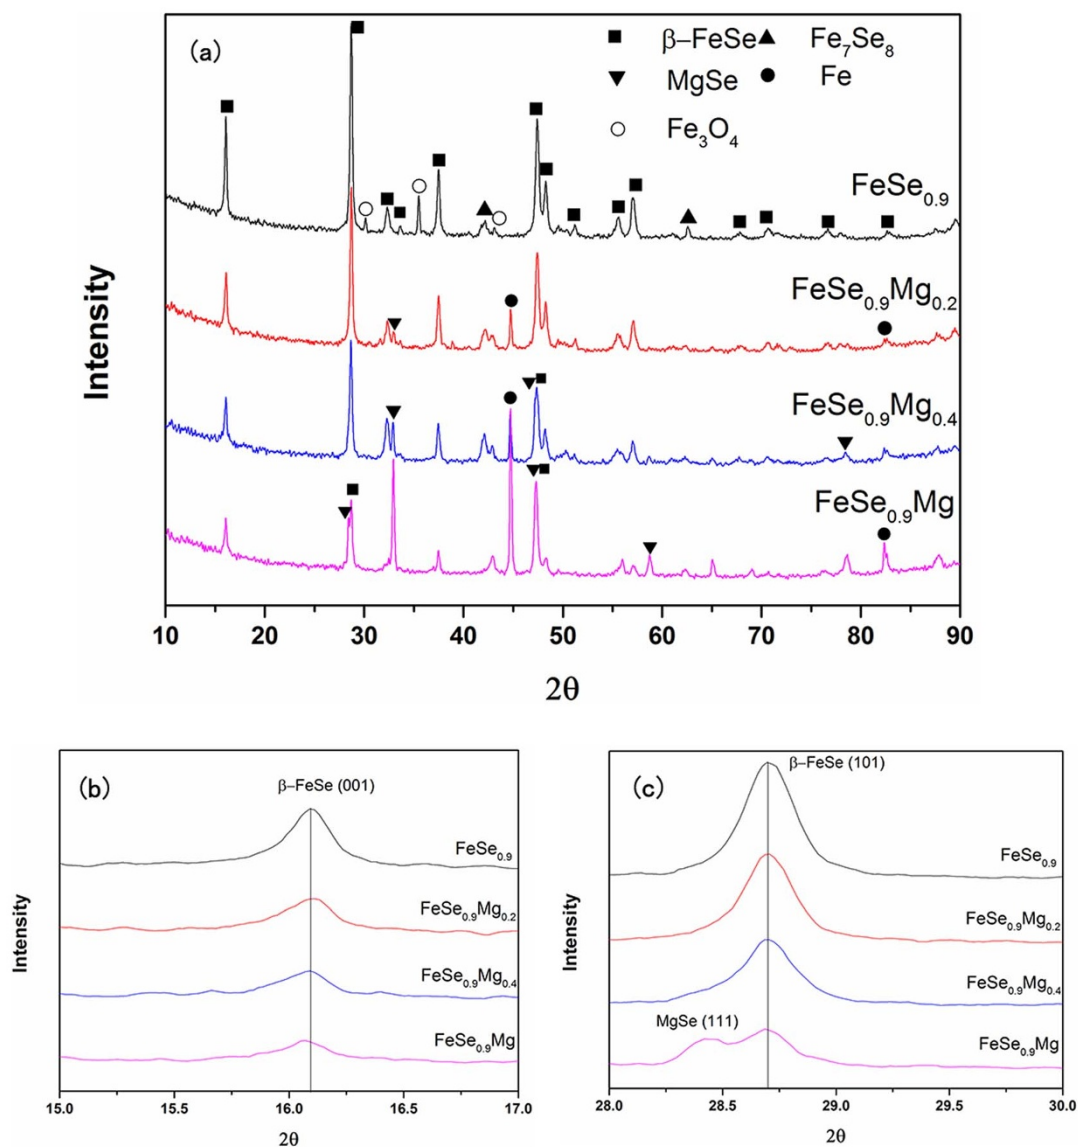 (a)
■ β–FeSe ▲ Fe₇Se₈
▼ MgSe ● Fe
○ Fe₃O₄
FeSe₀.₉
FeSe₀.₉Mg₀.₂
FeSe₀.₉Mg₀.₄
FeSe₀.₉Mg
Intensity
10 20 30 40 50 60 70 80 90
2θ
(b)
β–FeSe (001)
FeSe₀.₉
FeSe₀.₉Mg₀.₂
FeSe₀.₉Mg₀.₄
FeSe₀.₉Mg
Intensity
15.0 15.5 16.0 16.5 17.0
2θ
(c)
β–FeSe (101)
FeSe₀.₉
FeSe₀.₉Mg₀.₂
FeSe₀.₉Mg₀.₄
MgSe (111)
FeSe₀.₉Mg
Intensity
28.0 28.5 29.0 29.5 30.0
2θ